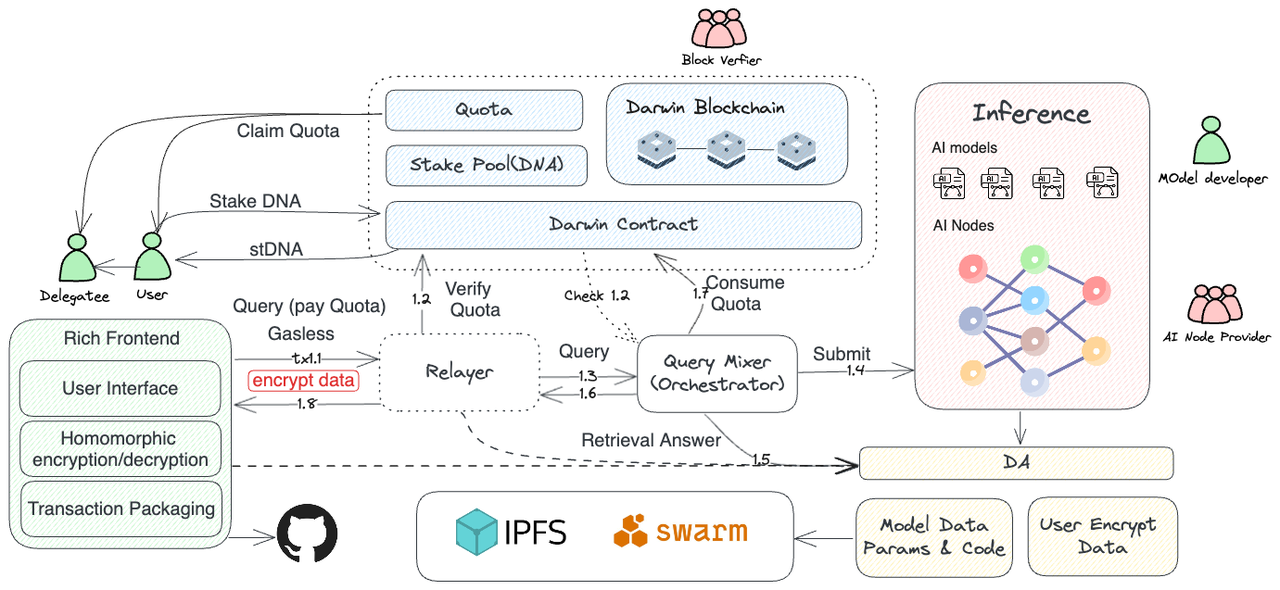 Block Verfier
Quota
Darwin Blockchain
Claim Quota
Stake Pool(DNA)
Stake DNA
Darwin Contract
stDNA
Delegatee
User
Inference
AI models
AI
AI
AI
AI
AI Nodes
MOdel developer
AI Node Provider
Query (pay Quota)
Gasless
tx1.1
encrypt data
1.8
1.2
Verify
Quota
Check 1.2
1.7
Consume
Quota
Rich Frontend
User Interface
Homomorphic
encryption/decryption
Transaction Packaging
Relayer
Query
1.3
1.6
Query Mixer
(Orchestrator)
Submit
1.4
Retrieval Answer
1.5
DA
IPFS
swarm
Model Data
Params & Code
User Encrypt
Data